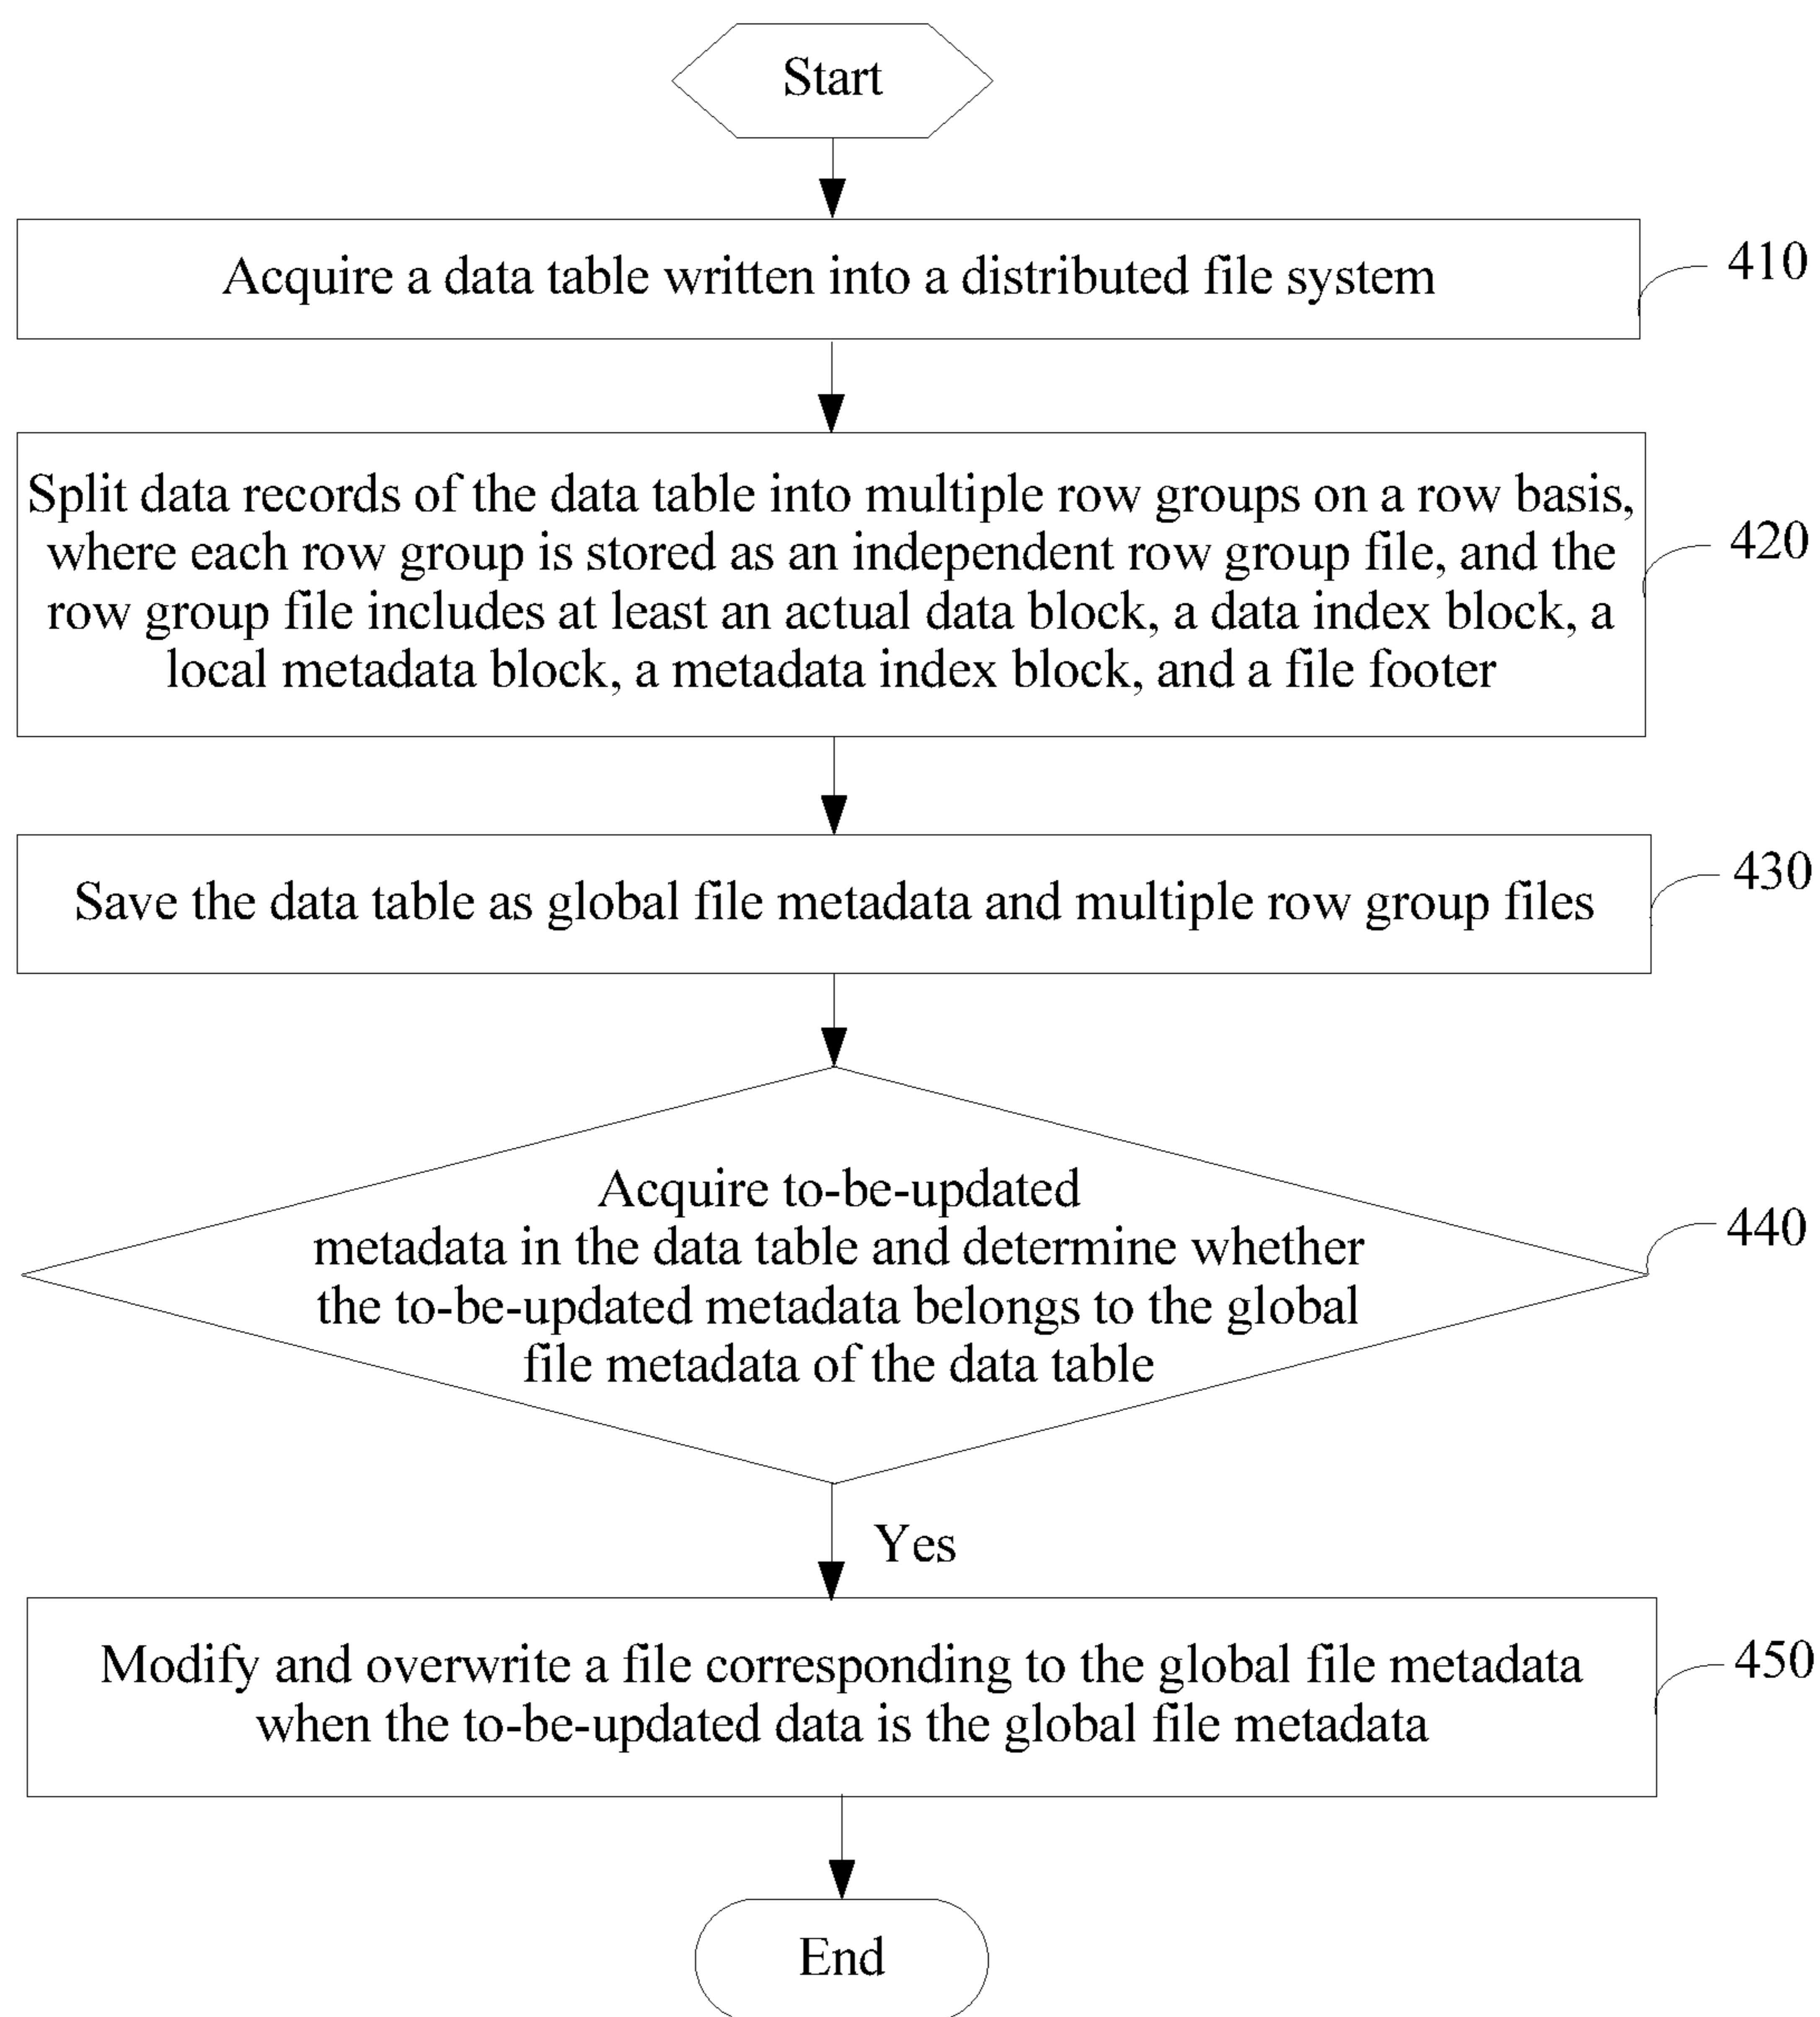 Start
Acquire a data table written into a distributed file system
410
Split data records of the data table into multiple row groups on a row basis,
where each row group is stored as an independent row group file, and the
row group file includes at least an actual data block, a data index block, a
local metadata block, a metadata index block, and a file footer
420
Save the data table as global file metadata and multiple row group files
430
Acquire to-be-updated
metadata in the data table and determine whether
the to-be-updated metadata belongs to the global
file metadata of the data table
440
Yes
Modify and overwrite a file corresponding to the global file metadata
when the to-be-updated data is the global file metadata
450
End